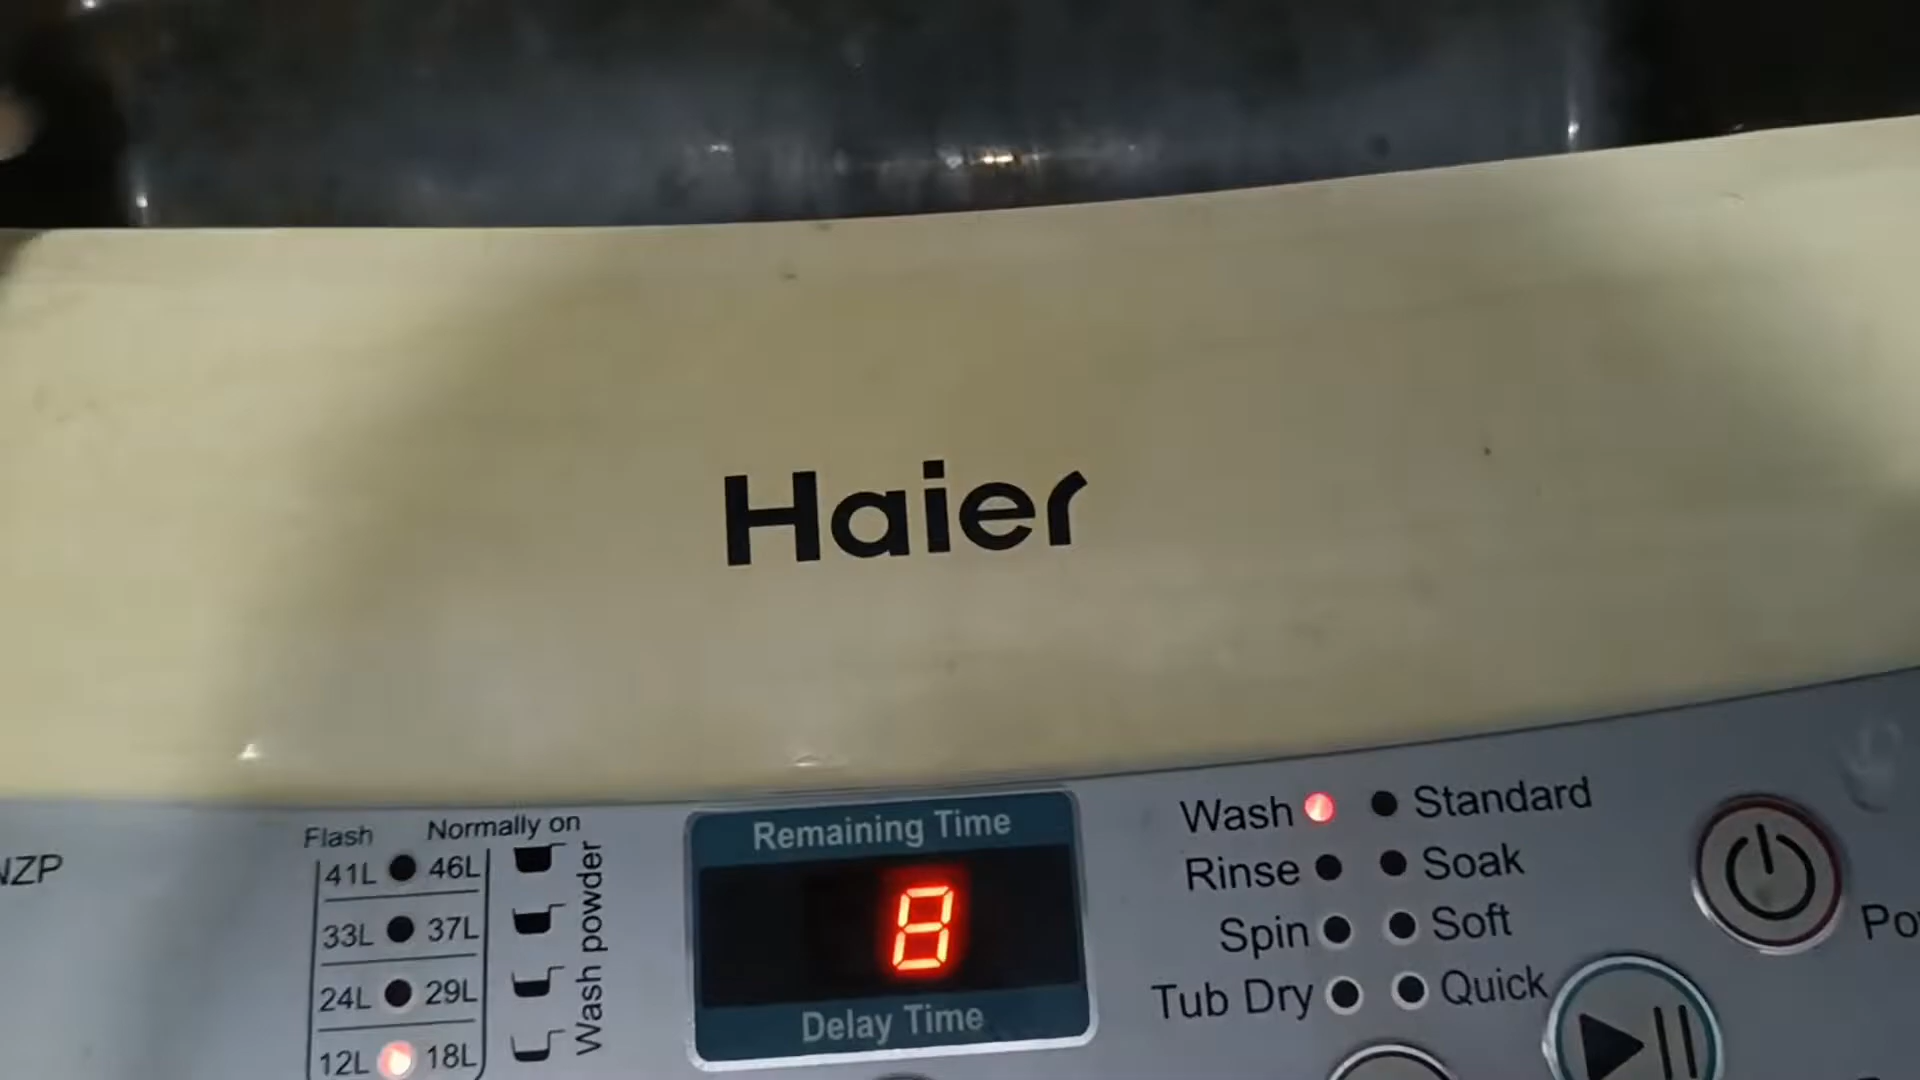 Haier
NZP
Flash Normally on
41L 46L
33L 37L
24L 29L
12L 18L
Wash powder
Remaining Time
8
Delay Time
Wash Standard
Rinse Soak
Spin Soft
Tub Dry Quick